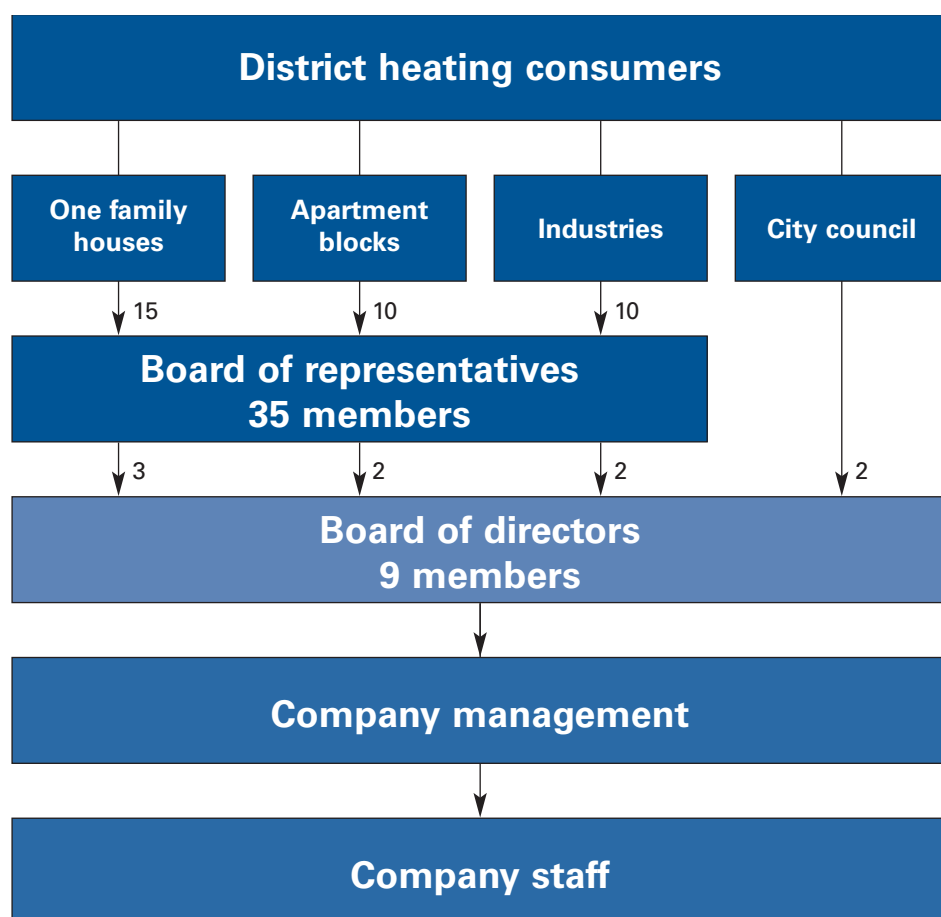 District heating consumers
One family
houses
Apartment
blocks
Industries
City council
15
10
10
Board of representatives
35 members
3
2
2
2
Board of directors
9 members
Company management
Company staff